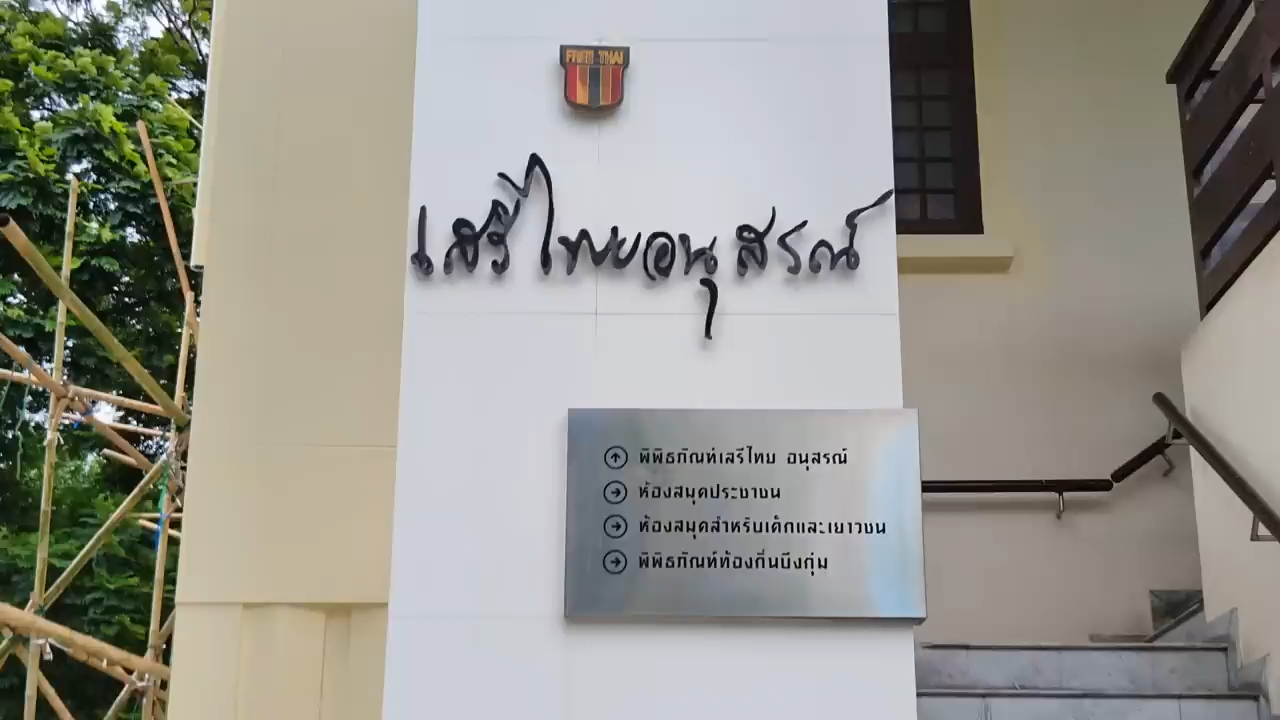 FREE THAI
เสรีไทยอนุสรณ์
พิพิธภัณฑ์เสรีไทย อนุสรณ์
ห้องสมุดประชาชน
ห้องสมุดสำหรับเด็กและเยาวชน
พิพิธภัณฑ์ท้องถิ่นบึงกุ่ม